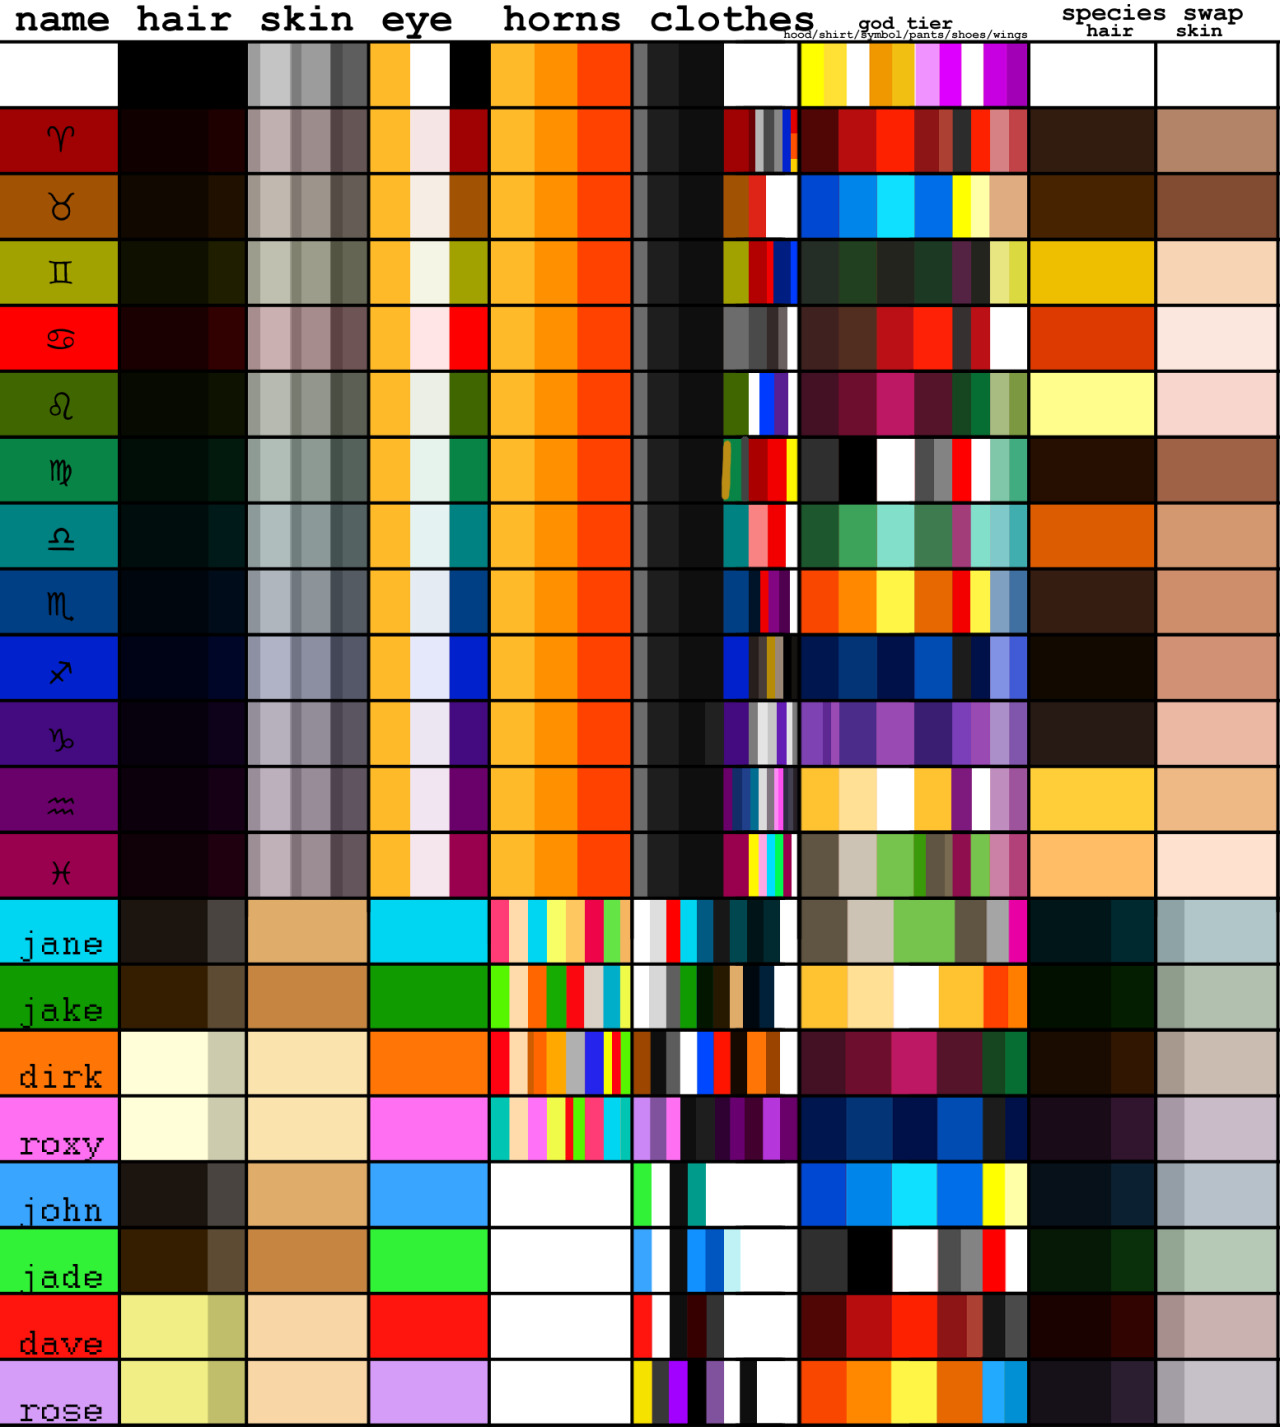 name hair skin eye horns clothes god tier species swap
hood/shirt/symbol/pants/shoes/wings hair skin
♈
♉
♊
♋
♌
♍
♎
♏
♐
♑
♒
♓
jane
jake
dirk
roxy
john
jade
dave
rose